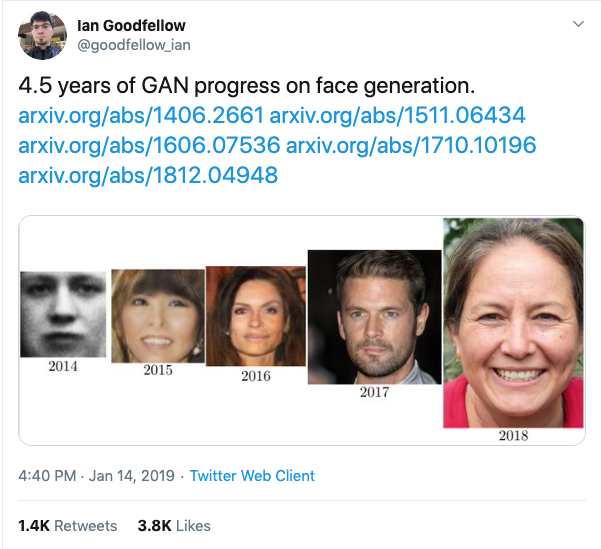 Ian Goodfellow
@goodfellow_ian
4.5 years of GAN progress on face generation.
arxiv.org/abs/1406.2661 arxiv.org/abs/1511.06434
arxiv.org/abs/1606.07536 arxiv.org/abs/1710.10196
arxiv.org/abs/1812.04948
2014
2015
2016
2017
2018
4:40 PM · Jan 14, 2019 · Twitter Web Client
1.4K Retweets 3.8K Likes